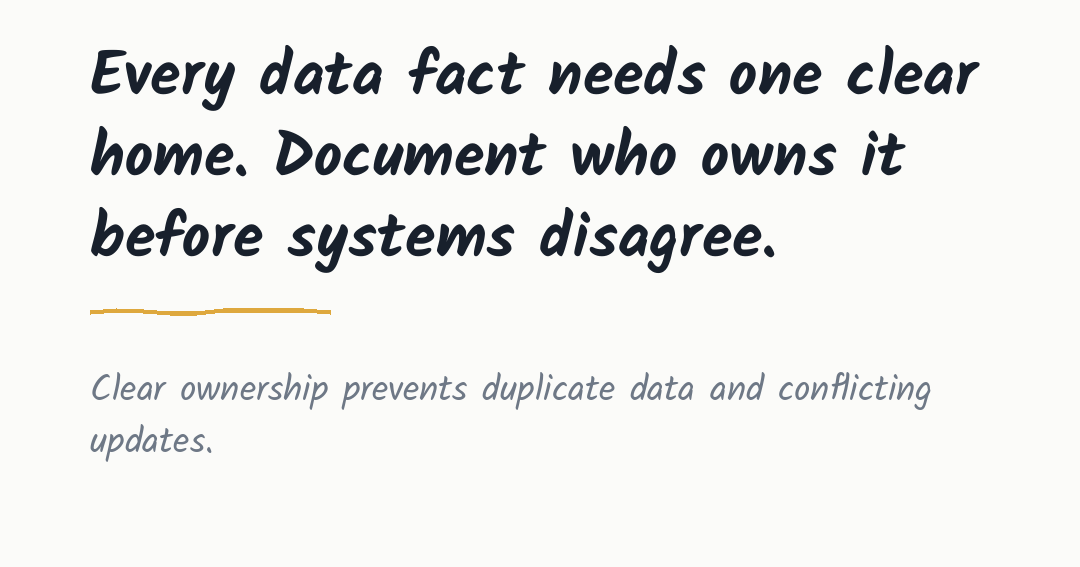 Every data fact needs one clear
home. Document who owns it
before systems disagree.
Clear ownership prevents duplicate data and conflicting
updates.